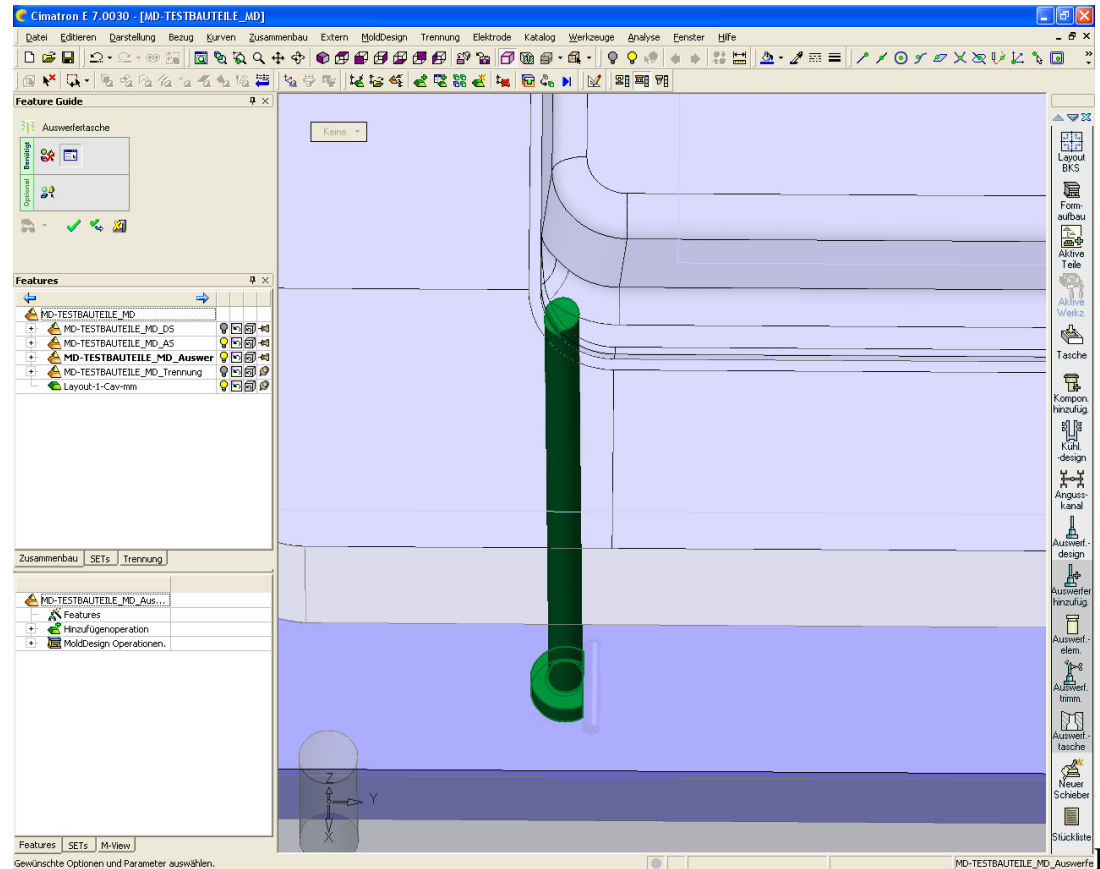 Cimatron E 7.0030 - [MD-TESTBAUTEILE_MD]
Datei Editieren Darstellung Bezug Kurven Zusammenbau Extern MoldDesign Trennung Elektrode Katalog Werkzeuge Analyse Fenster Hilfe
Feature Guide
Auswerfertasche
Benötigt
Optional
Keine
Features
MD-TESTBAUTEILE_MD
MD-TESTBAUTEILE_MD_DS
MD-TESTBAUTEILE_MD_AS
MD-TESTBAUTEILE_MD_Auswer
MD-TESTBAUTEILE_MD_Trennung
Layout-1-Cav-mm
Zusammenbau SETs Trennung
MD-TESTBAUTEILE_MD_Aus...
Features
Hinzufügenoperation
MoldDesign Operationen.
Features SETs M-View
Z
Y
X
Layout
BKS
Form-
aufbau
Aktive
Teile
Aktive
Werkz.
Tasche
Kompon.
hinzufüg.
Kühl.
-design
Anguss-
kanal
Auswerf.-
design
Auswerfer
hinzufüg.
Auswerf.-
elem.
Auswerf.
trimm.
Auswerf.-
tasche
Neuer
Schieber
Stückliste
Gewünschte Optionen und Parameter auswählen.
MD-TESTBAUTEILE_MD_Auswerfe